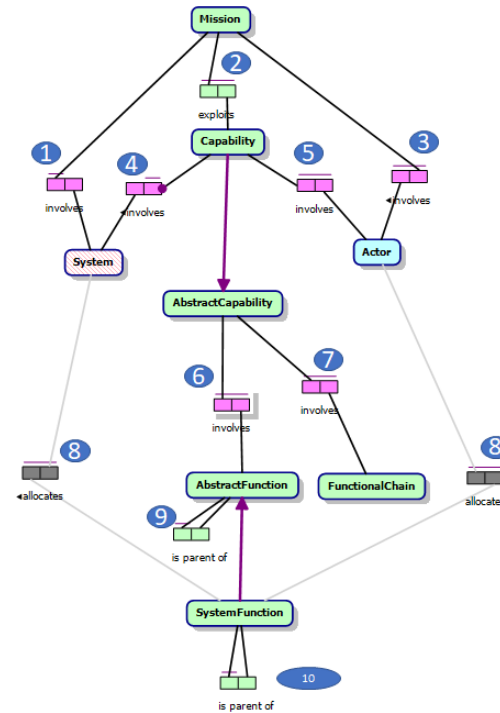 Mission
2
exploits
Capability
1
4
5
3
involves
◄involves
involves
◄involves
System
Actor
AbstractCapability
6
7
involves
involves
8
8
◄allocates
AbstractFunction
FunctionalChain
allocate
9
is parent of
SystemFunction
10
is parent of